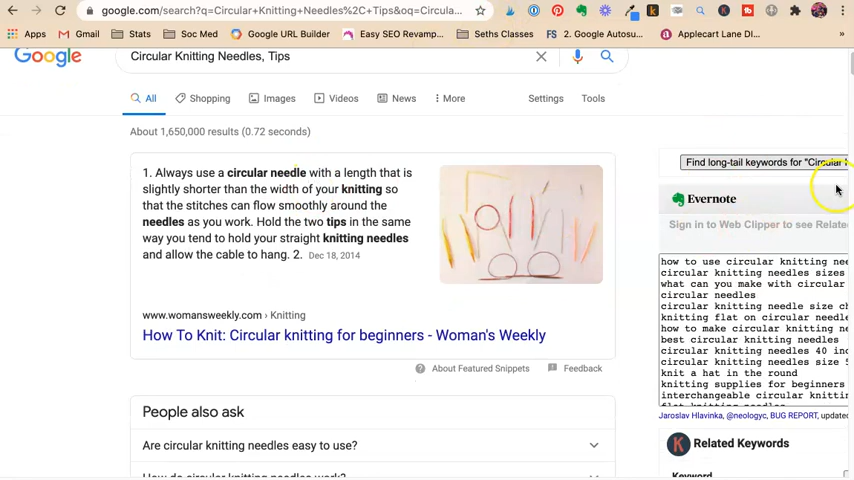 google.com/search?q=Circular+Knitting+Needles%2C+Tips&oq=Circula...
Apps Gmail Stats Soc Med Google URL Builder Easy SEO Revamp... Seths Classes FS 2. Google Autosu... Applecart Lane DI... »
Google
Circular Knitting Needles, Tips
All Shopping Images Videos News More Settings Tools
About 1,650,000 results (0.72 seconds)
1. Always use a circular needle with a length that is
slightly shorter than the width of your knitting so
that the stitches can flow smoothly around the
needles as you work. Hold the two tips in the same
way you tend to hold your straight knitting needles
and allow the cable to hang. 2. Dec 18, 2014
www.womansweekly.com › Knitting
How To Knit: Circular knitting for beginners - Woman's Weekly
About Featured Snippets Feedback
People also ask
Are circular knitting needles easy to use?
How do circular knitting needles work?
Find long-tail keywords for "Circular
Evernote
Sign in to Web Clipper to see Relate
how to use circular knitting nee
circular knitting needles sizes
what can you make with circular
circular needles
circular knitting needle size ch
knitting flat on circular needle
how to make circular knitting ne
best circular knitting needles
circular knitting needles 40 inc
circular knitting needles size 5
knit a hat in the round
knitting supplies for beginners
interchangeable circular knittin
flat knitting needles
Jaroslav Hlavinka, @neologyc, BUG REPORT, update
K Related Keywords
Keyword